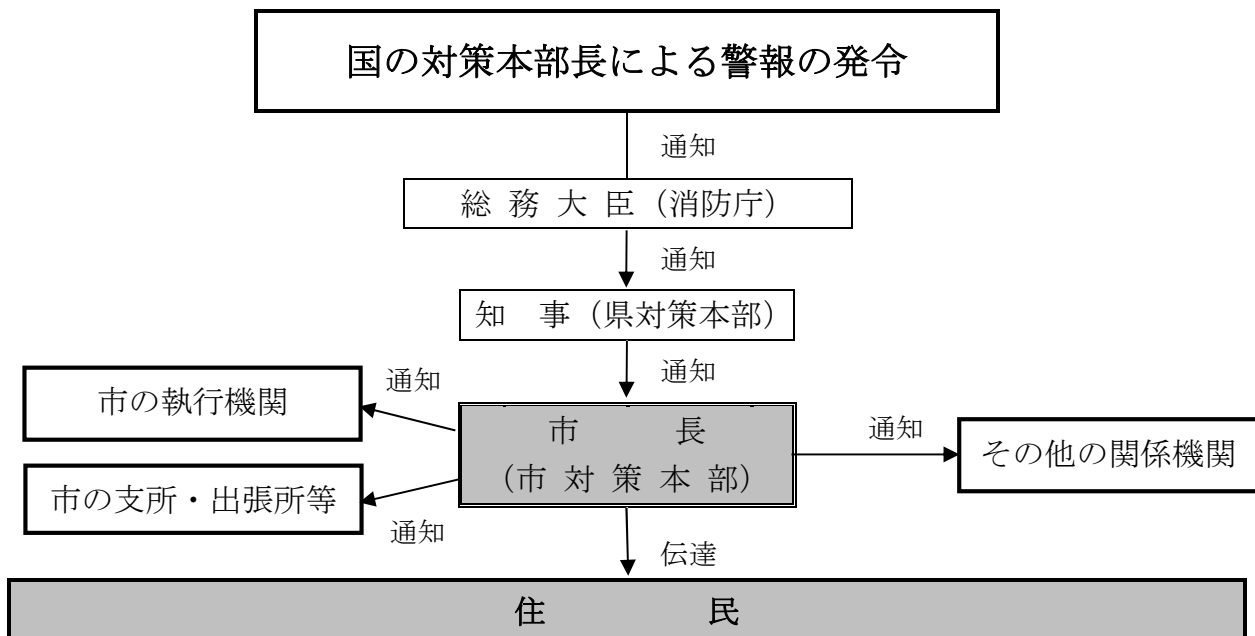 国の対策本部長による警報の発令
通知
総 務 大 臣（消防庁）
通知
知　事（県対策本部）
通知
市の執行機関
通知
市　　　長
（市 対 策 本 部）
通知
その他の関係機関
市の支所・出張所等
通知
伝達
住　　　　　民